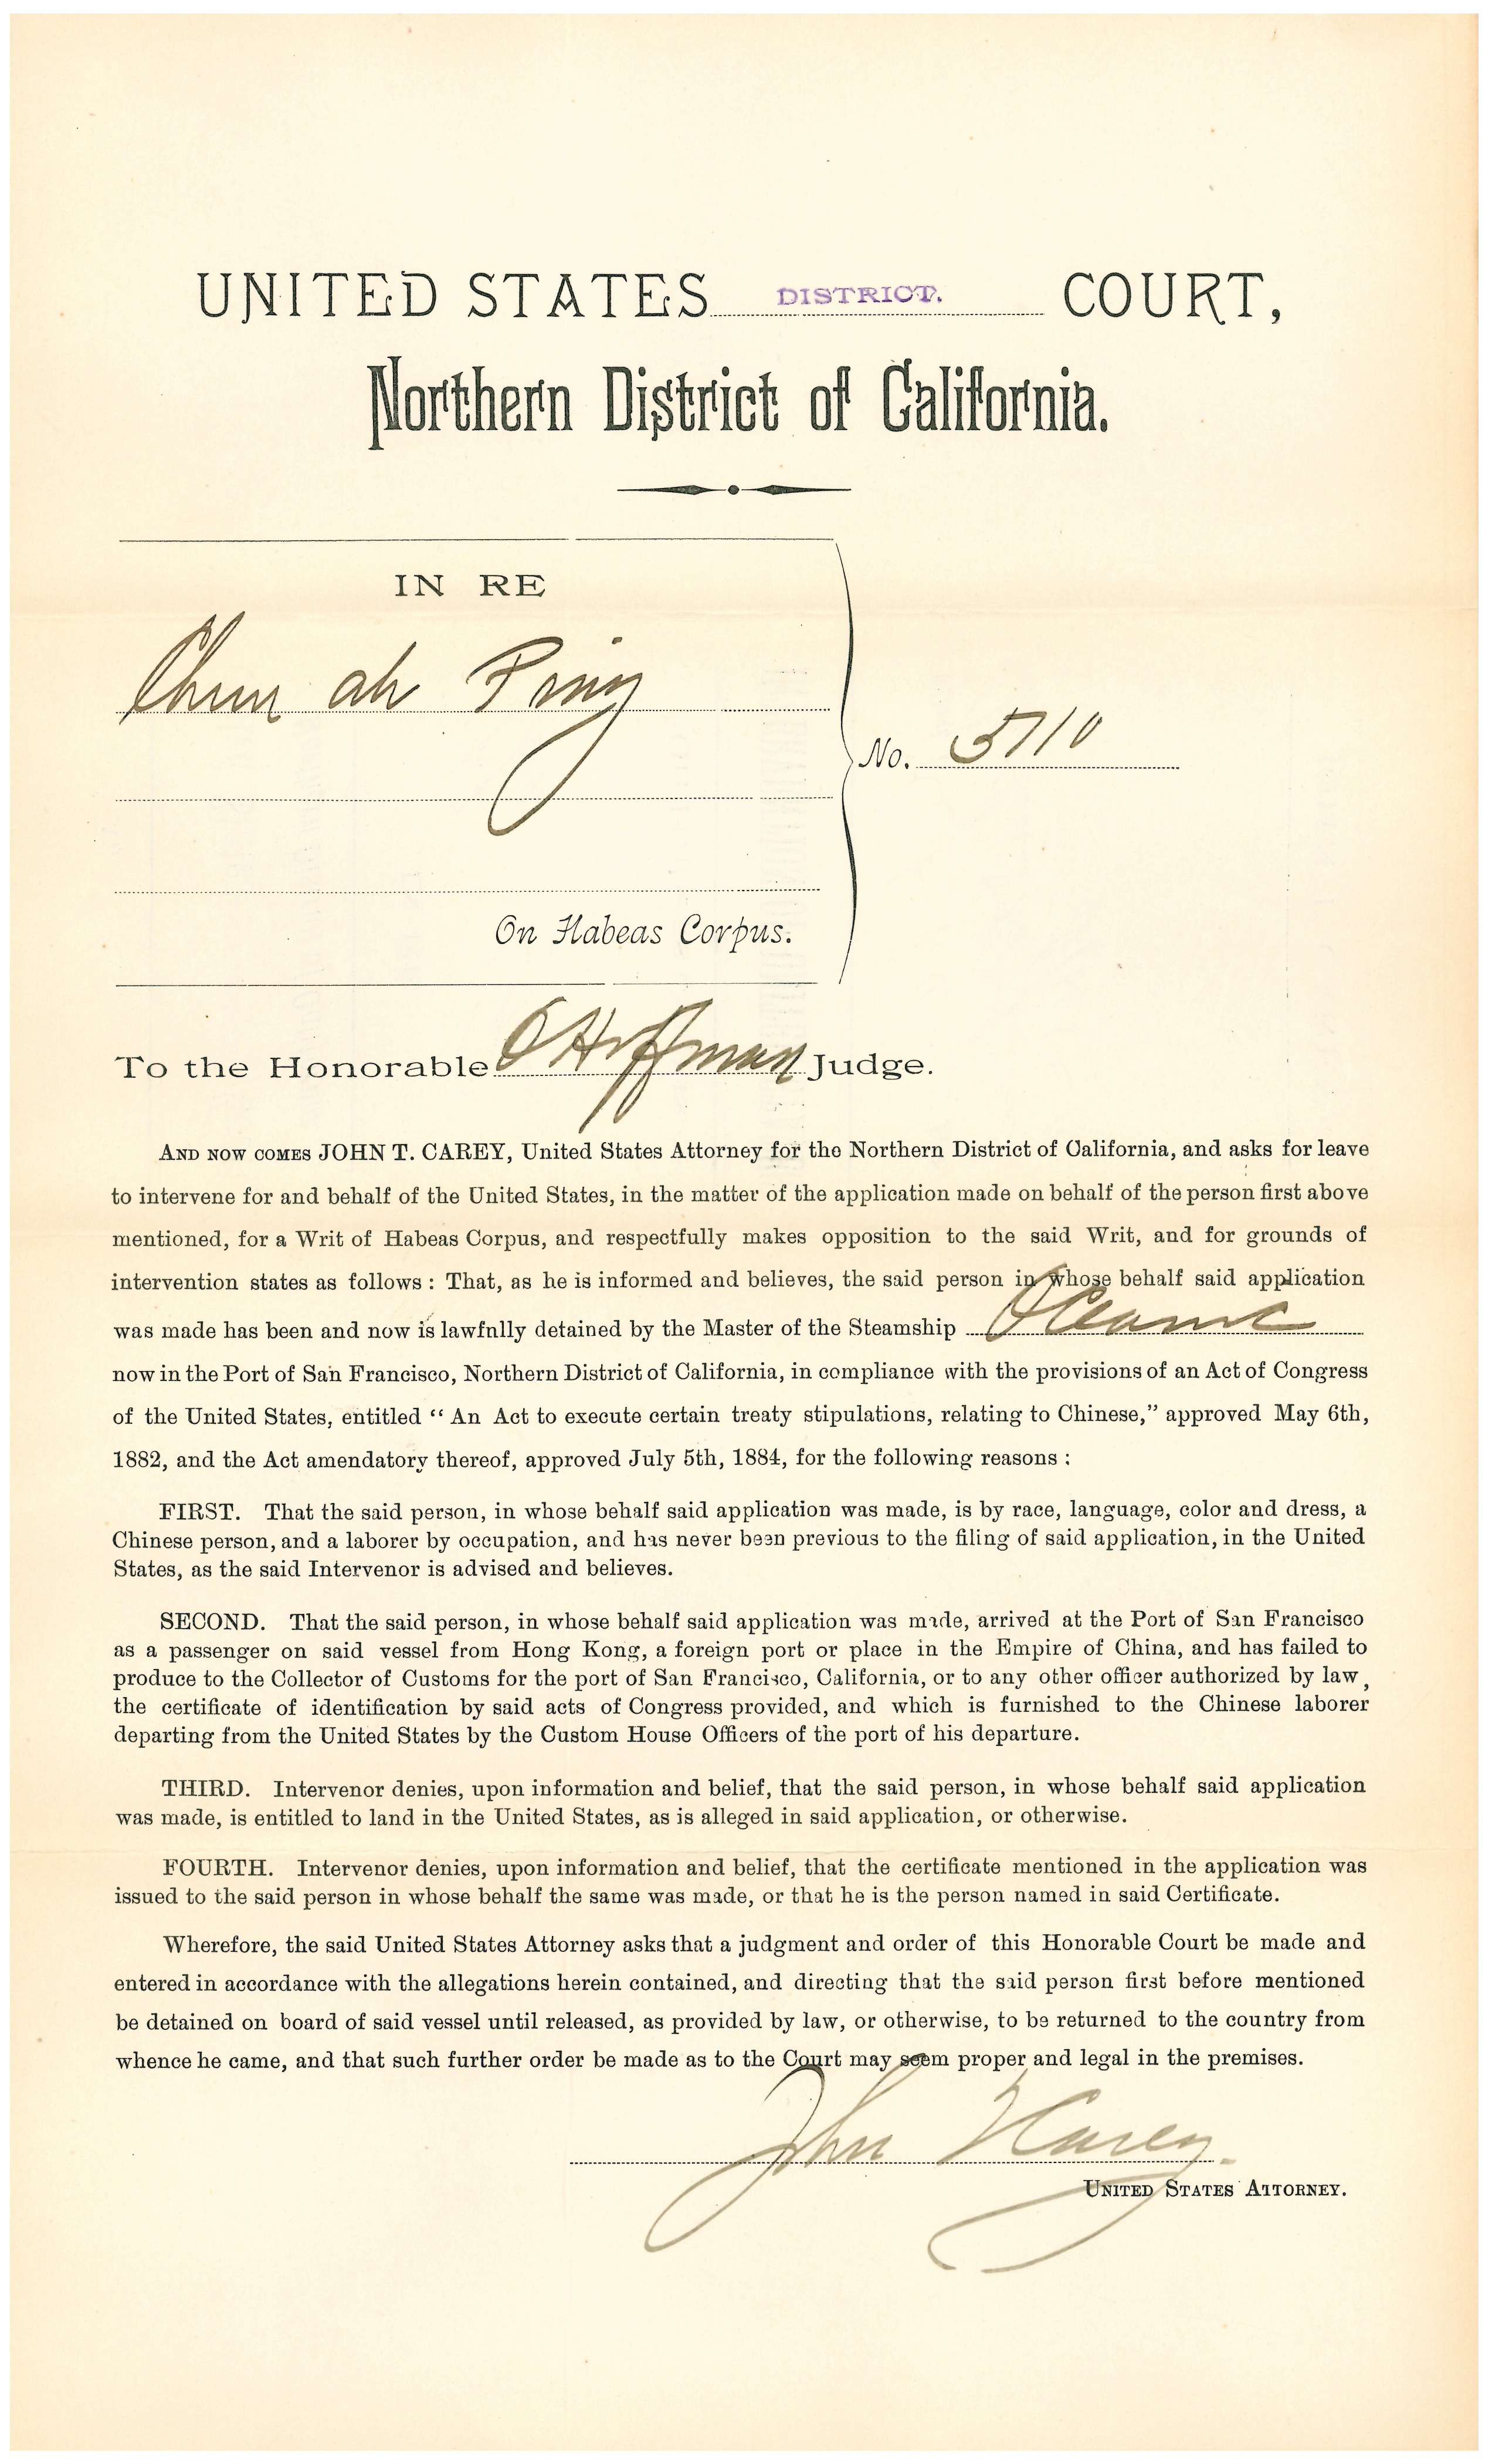 UNITED STATES DISTRICT. COURT,
Northern District of California.
IN RE
Chun ah Piny
No. 5710
On Habeas Corpus.
To the Honorable O Hoffman Judge.
AND NOW COMES JOHN T. CAREY, United States Attorney for the Northern District of California, and asks for leave
to intervene for and behalf of the United States, in the matter of the application made on behalf of the person first above
mentioned, for a Writ of Habeas Corpus, and respectfully makes opposition to the said Writ, and for grounds of
intervention states as follows : That, as he is informed and believes, the said person in whose behalf said application
was made has been and now is lawfnlly detained by the Master of the Steamship Oceanic
now in the Port of San Francisco, Northern District of California, in compliance with the provisions of an Act of Congress
of the United States, entitled “ An Act to execute certain treaty stipulations, relating to Chinese,” approved May 6th,
1882, and the Act amendatory thereof, approved July 5th, 1884, for the following reasons :
FIRST. That the said person, in whose behalf said application was made, is by race, language, color and dress, a
Chinese person, and a laborer by occupation, and has never been previous to the filing of said application, in the United
States, as the said Intervenor is advised and believes.
SECOND. That the said person, in whose behalf said application was made, arrived at the Port of San Francisco
as a passenger on said vessel from Hong Kong, a foreign port or place in the Empire of China, and has failed to
produce to the Collector of Customs for the port of San Francisco, California, or to any other officer authorized by law,
the certificate of identification by said acts of Congress provided, and which is furnished to the Chinese laborer
departing from the United States by the Custom House Officers of the port of his departure.
THIRD. Intervenor denies, upon information and belief, that the said person, in whose behalf said application
was made, is entitled to land in the United States, as is alleged in said application, or otherwise.
FOURTH. Intervenor denies, upon information and belief, that the certificate mentioned in the application was
issued to the said person in whose behalf the same was made, or that he is the person named in said Certificate.
Wherefore, the said United States Attorney asks that a judgment and order of this Honorable Court be made and
entered in accordance with the allegations herein contained, and directing that the said person first before mentioned
be detained on board of said vessel until released, as provided by law, or otherwise, to be returned to the country from
whence he came, and that such further order be made as to the Court may seem proper and legal in the premises.
John T Carey.
UNITED STATES ATTORNEY.